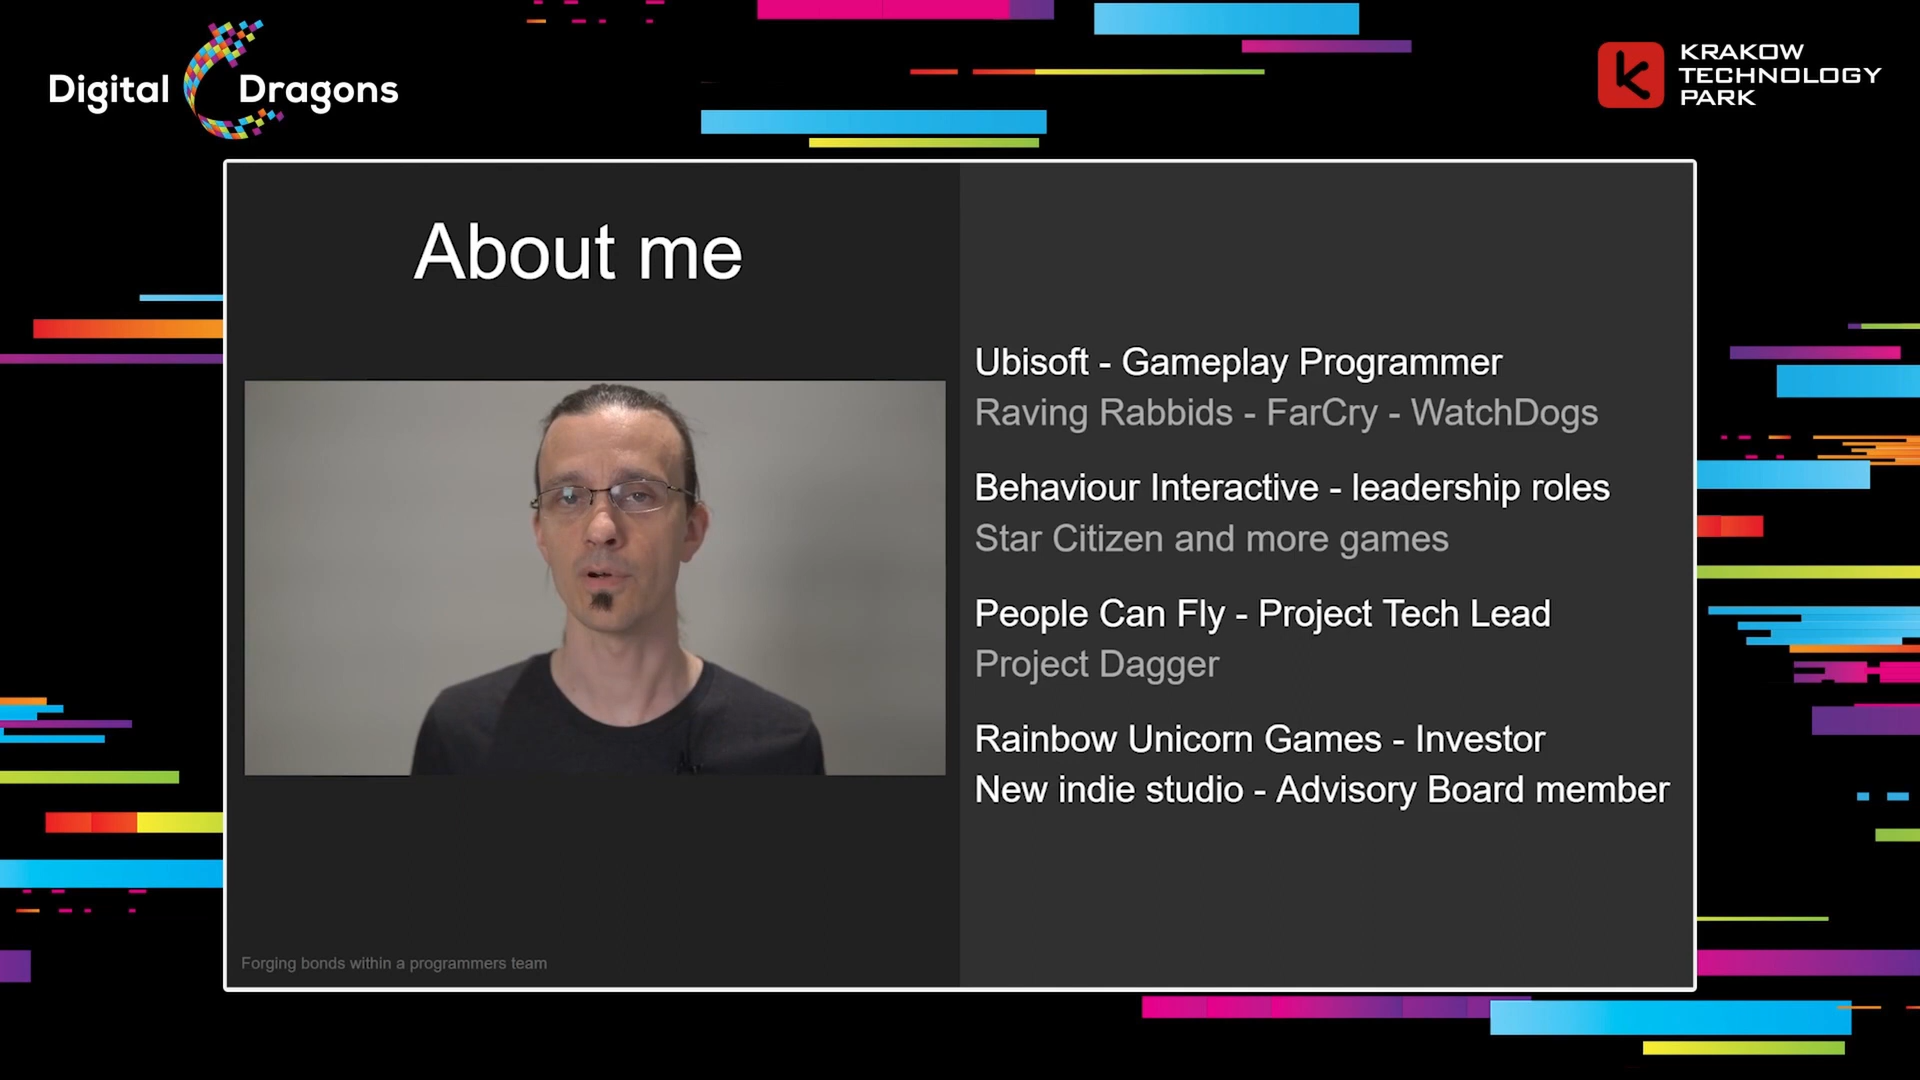 Digital Dragons
KRAKOW
TECHNOLOGY
PARK
About me
Ubisoft - Gameplay Programmer
Raving Rabbids - FarCry - WatchDogs
Behaviour Interactive - leadership roles
Star Citizen and more games
People Can Fly - Project Tech Lead
Project Dagger
Rainbow Unicorn Games - Investor
New indie studio - Advisory Board member
Forging bonds within a programmers team